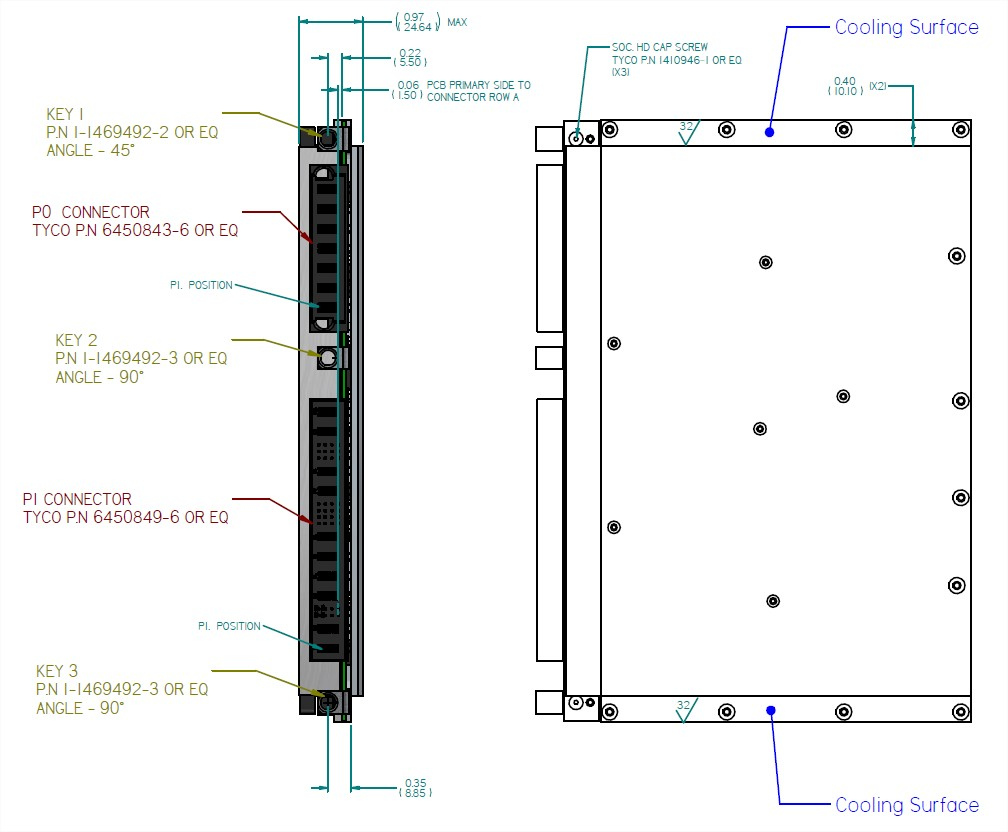 0.97
( 24.64 ) MAX
0.22
( 5.50 )
0.06 PCB PRIMARY SIDE TO
( 1.50 ) CONNECTOR ROW A
KEY 1
P.N 1-1469492-2 OR EQ
ANGLE - 45°
P0 CONNECTOR
TYCO P.N 6450843-6 OR EQ
P1. POSITION
KEY 2
P.N 1-1469492-3 OR EQ
ANGLE - 90°
P1 CONNECTOR
TYCO P.N 6450849-6 OR EQ
P1. POSITION
KEY 3
P.N 1-1469492-3 OR EQ
ANGLE - 90°
0.35
( 8.85 )
Cooling Surface
SOC. HD CAP SCREW
TYCO P.N 1410946-1 OR EQ
(X3)
0.40
( 10.10 ) (X2)
32
32
Cooling Surface